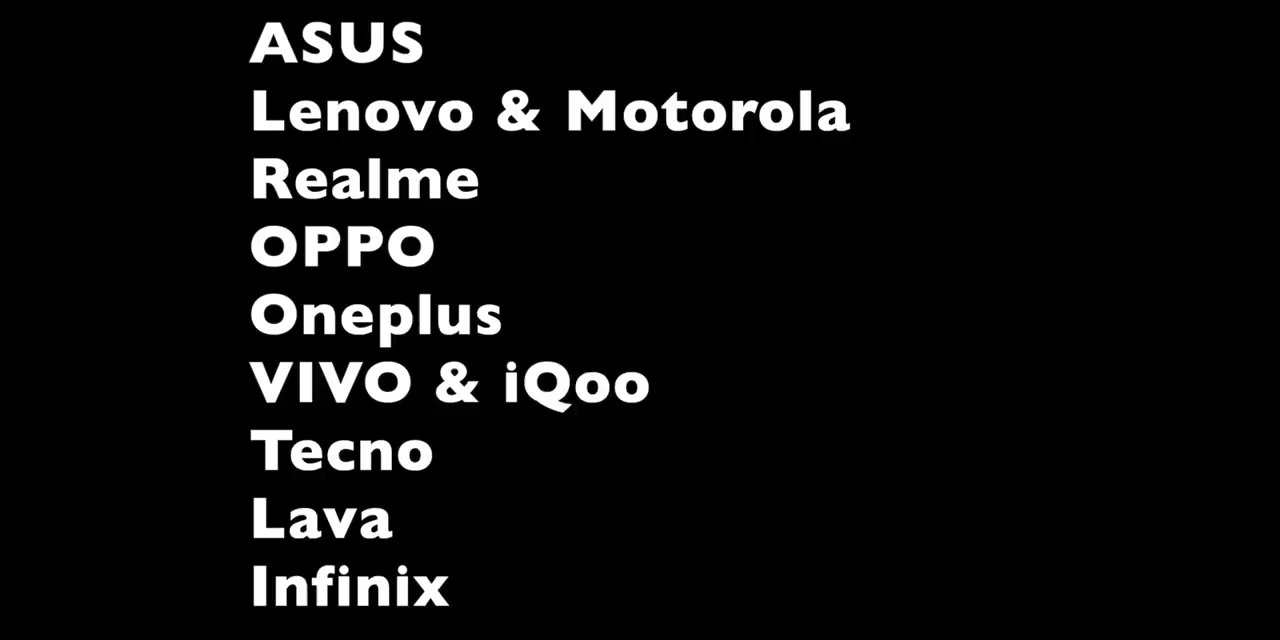 ASUS
Lenovo & Motorola
Realme
OPPO
Oneplus
VIVO & iQoo
Tecno
Lava
Infinix